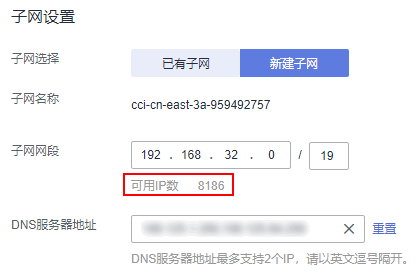 子网设置
子网选择 已有子网 新建子网
子网名称 cci-cn-east-3a-959492757
子网网段 192 . 168 . 32 . 0 / 19
可用IP数 8186
DNS服务器地址 重置
DNS服务器地址最多支持2个IP，请以英文逗号隔开。